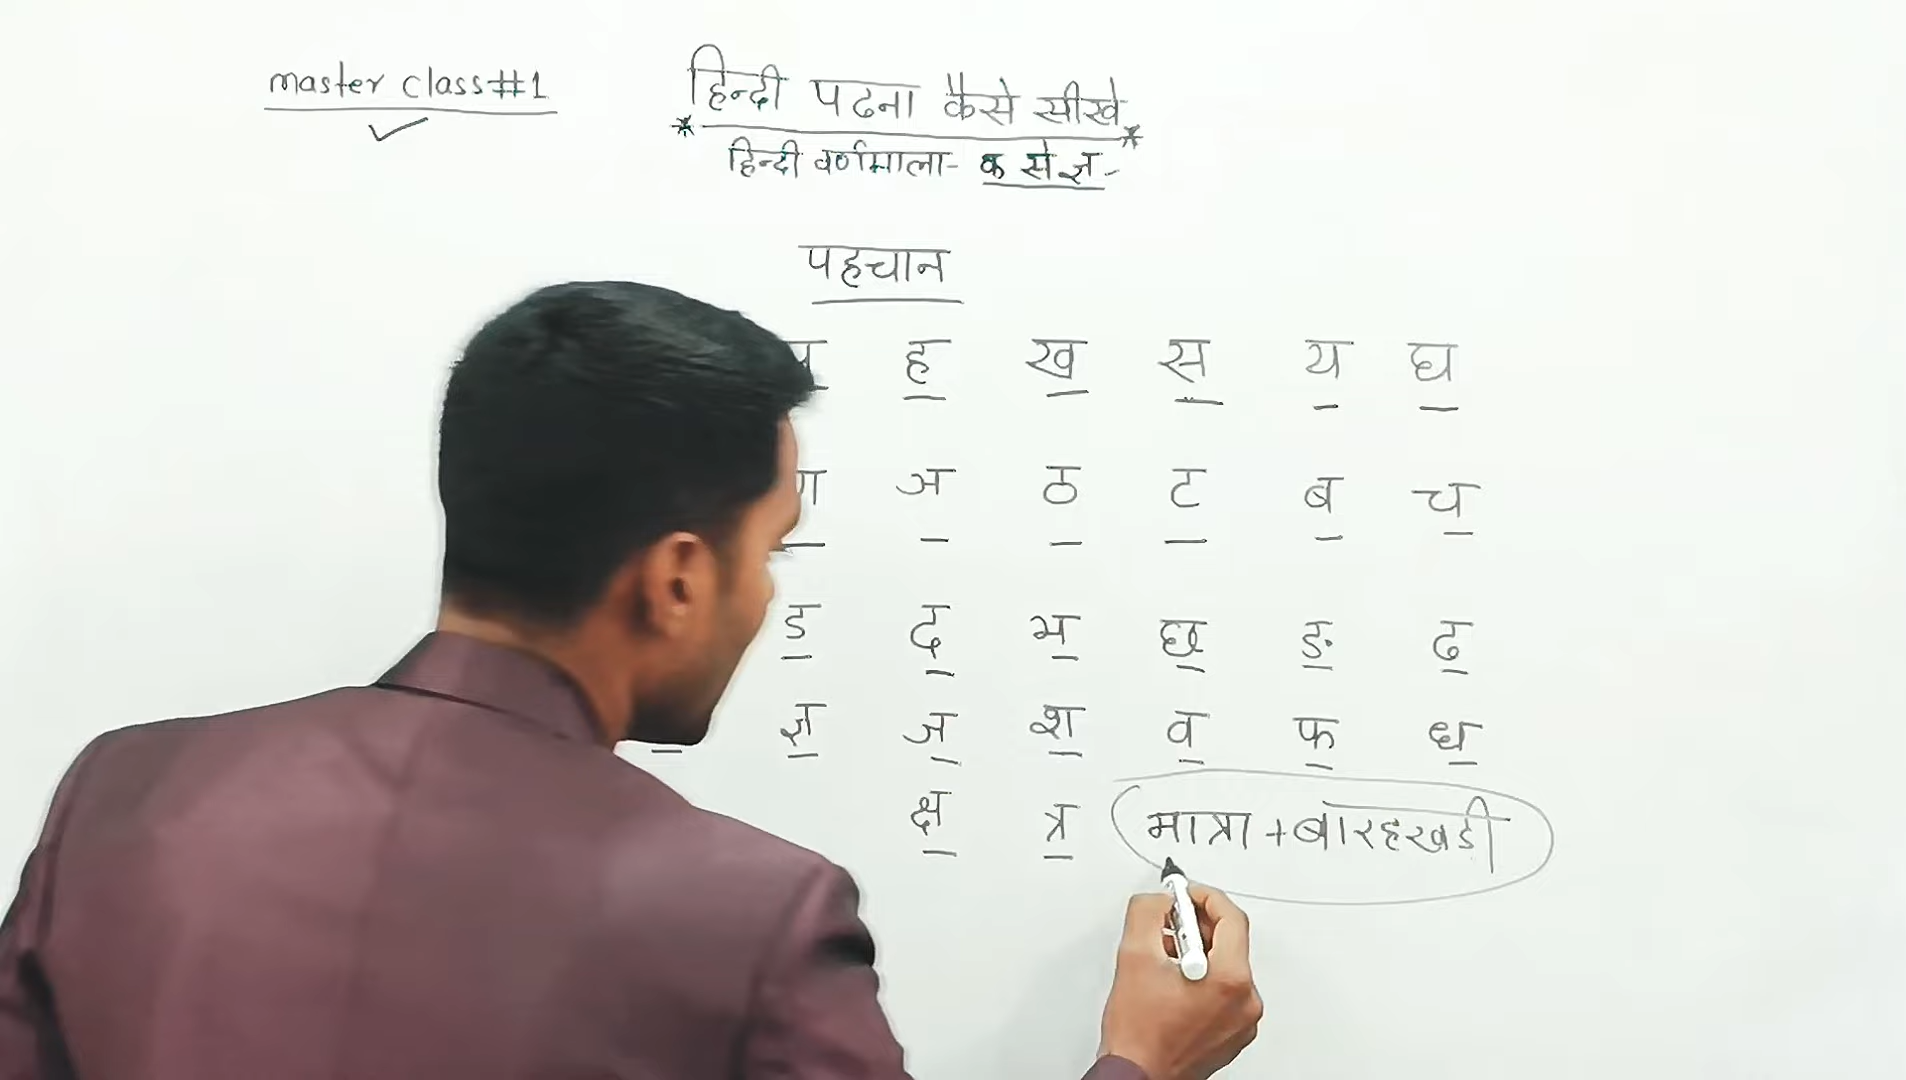 master class#1
हिन्दी पढना कैसे सीखे
हिन्दी वर्णमाला- क से ज्ञ-
पहचान
ह ख स य घ
ण ञ ठ ट ब च
ड द भ छ ङ ढ
ज्ञ ज श व फ ध
क्ष त्र मात्रा + बारहखडी